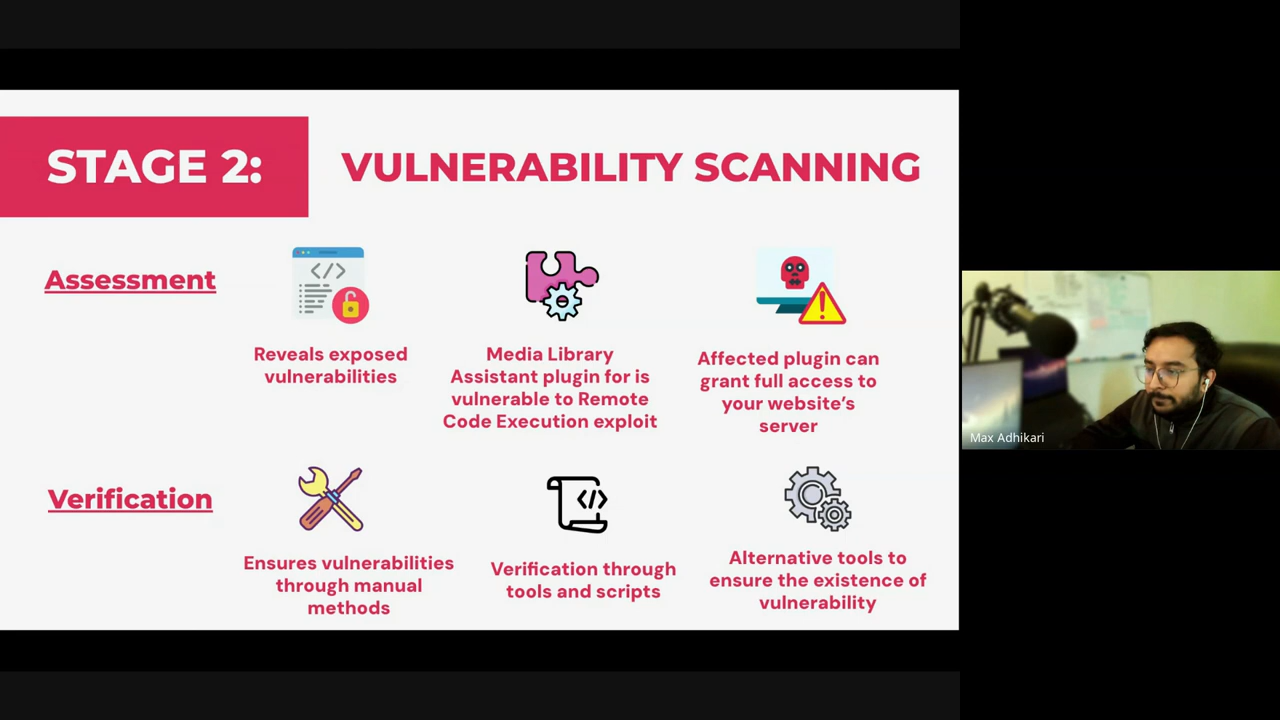 STAGE 2:
VULNERABILITY SCANNING
Assessment
Reveals exposed
vulnerabilities
Media Library
Assistant plugin for is
vulnerable to Remote
Code Execution exploit
Affected plugin can
grant full access to
your website's
server
Verification
Ensures vulnerabilities
through manual
methods
Verification through
tools and scripts
Alternative tools to
ensure the existence of
vulnerability
Max Adhikari